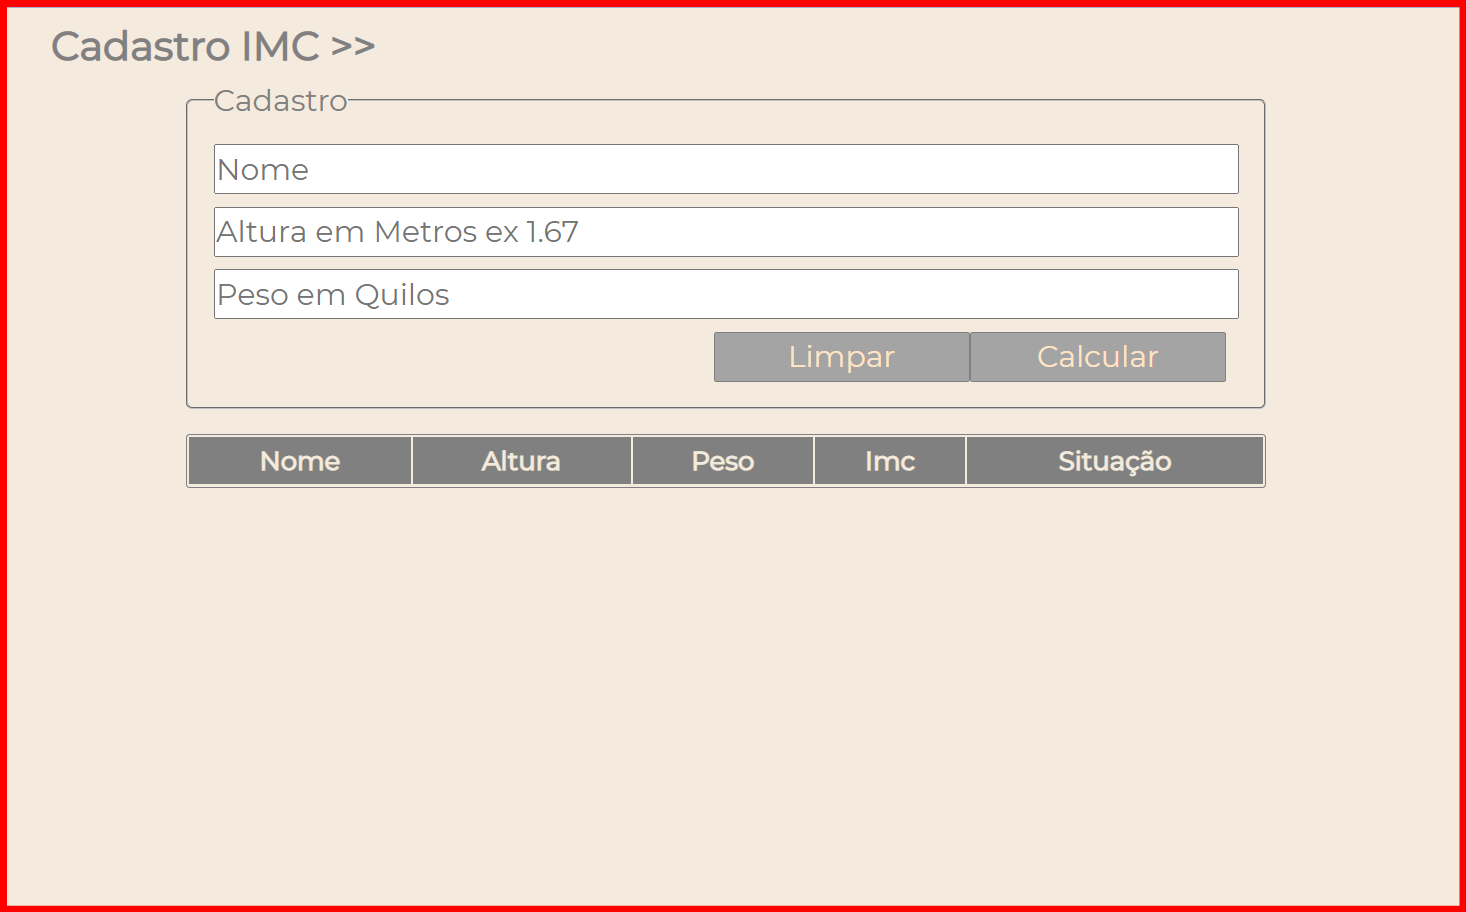 Cadastro IMC >>
Cadastro
Nome
Altura em Metros ex 1.67
Peso em Quilos
Limpar Calcular
Nome Altura Peso Imc Situação